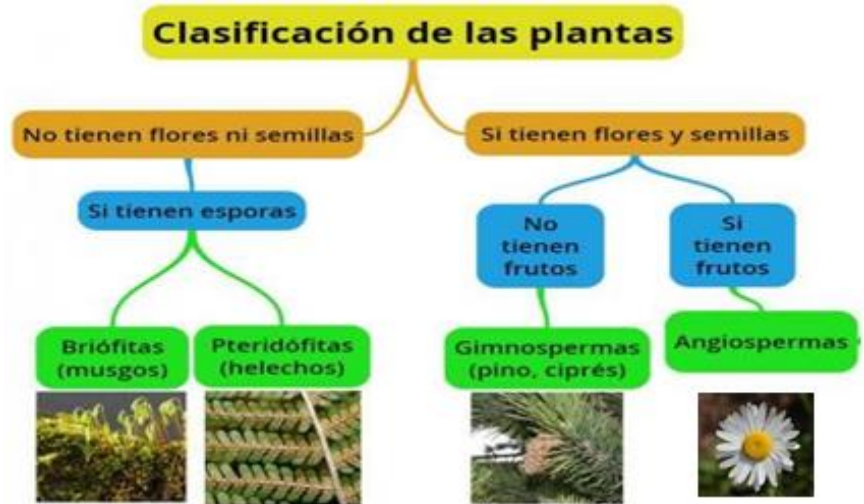 Clasificación de las plantas
No tienen flores ni semillas
Si tienen flores y semillas
Si tienen esporas
No
tienen
frutos
Si
tienen
frutos
Briófitas
(musgos)
Pteridófitas
(helechos)
Gimnospermas
(pino, ciprés)
Angiospermas